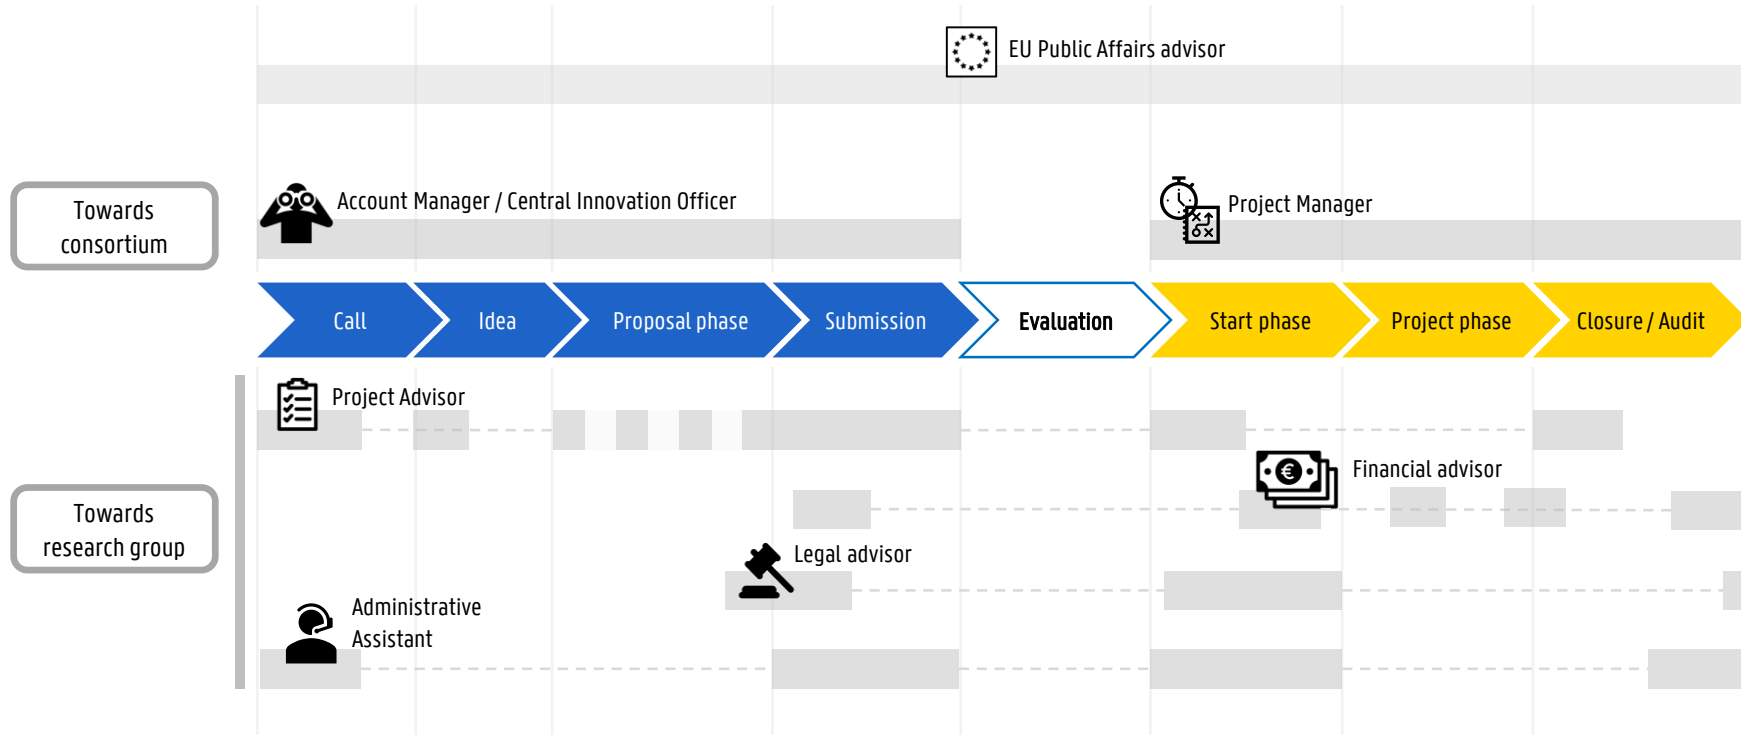 EU Public Affairs advisor
Towards
consortium
Account Manager / Central Innovation Officer
Project Manager
Call
Idea
Proposal phase
Submission
Evaluation
Start phase
Project phase
Closure / Audit
Project Advisor
Financial advisor
Towards
research group
Legal advisor
Administrative
Assistant